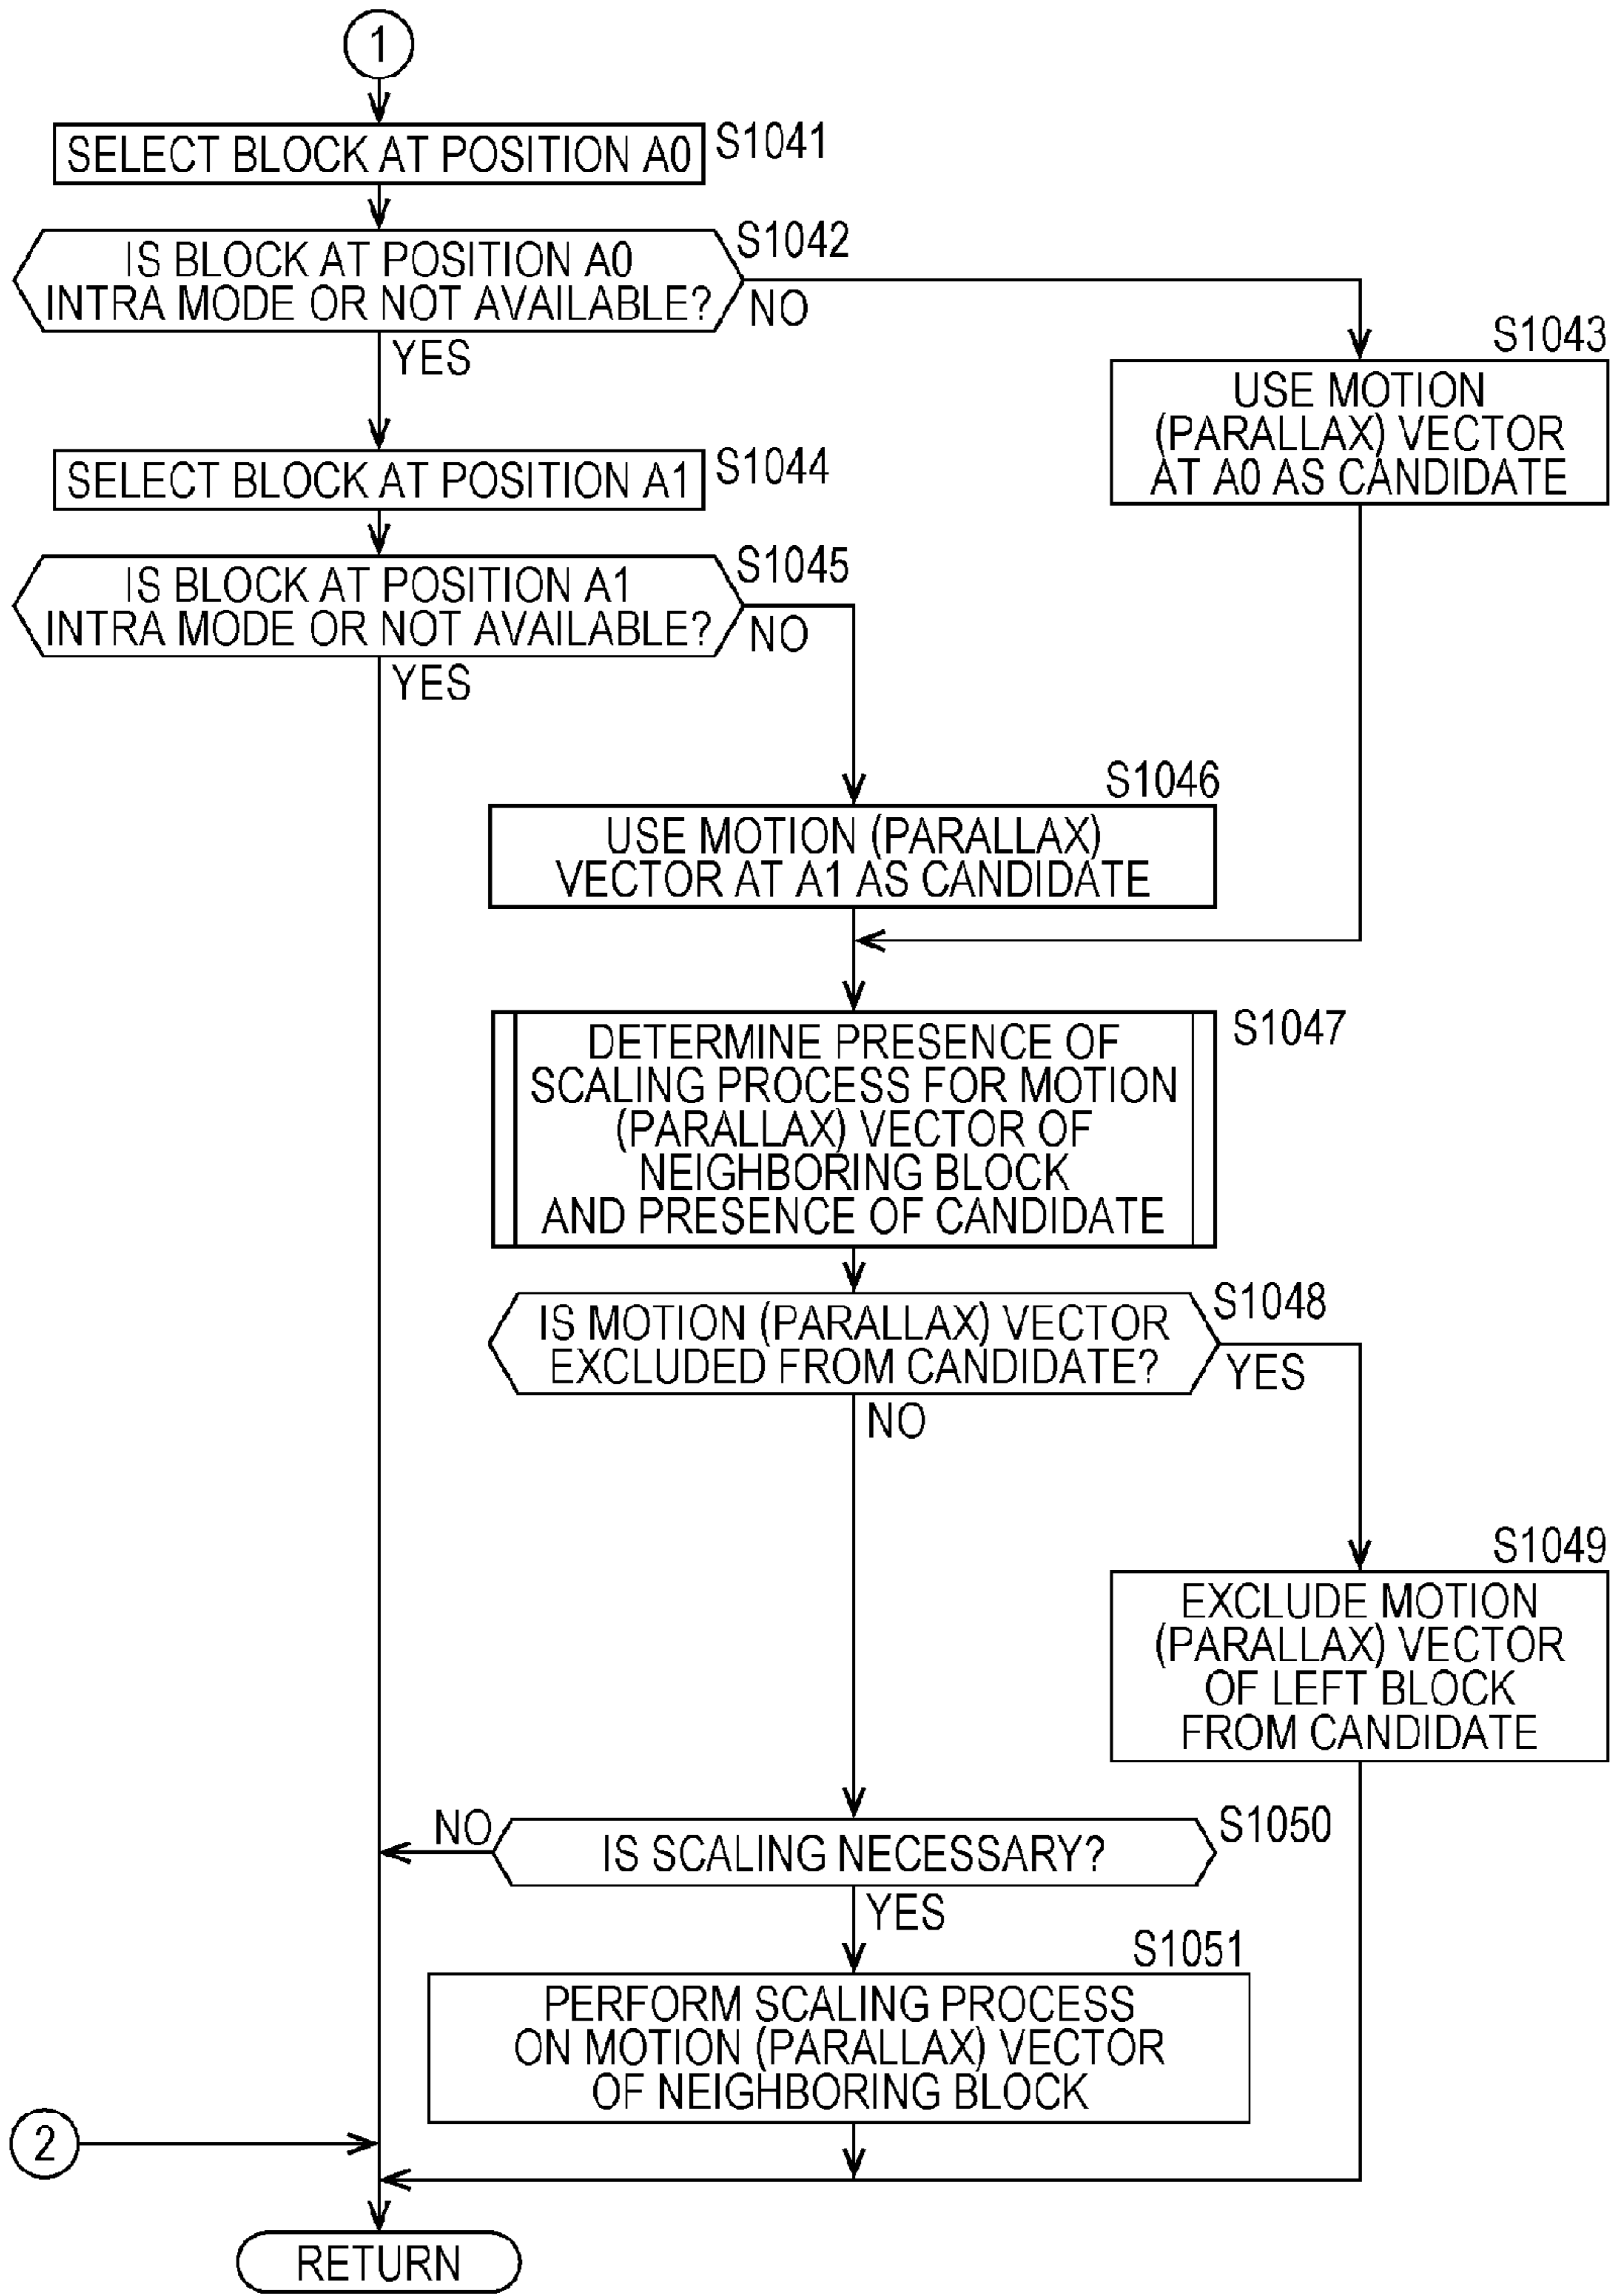 1
SELECT BLOCK AT POSITION A0
S1041
IS BLOCK AT POSITION A0
INTRA MODE OR NOT AVAILABLE?
S1042
NO
YES
S1043
USE MOTION
(PARALLAX) VECTOR
AT A0 AS CANDIDATE
SELECT BLOCK AT POSITION A1
S1044
IS BLOCK AT POSITION A1
INTRA MODE OR NOT AVAILABLE?
S1045
NO
YES
S1046
USE MOTION (PARALLAX)
VECTOR AT A1 AS CANDIDATE
S1047
DETERMINE PRESENCE OF
SCALING PROCESS FOR MOTION
(PARALLAX) VECTOR OF
NEIGHBORING BLOCK
AND PRESENCE OF CANDIDATE
S1048
IS MOTION (PARALLAX) VECTOR
EXCLUDED FROM CANDIDATE?
YES
NO
S1049
EXCLUDE MOTION
(PARALLAX) VECTOR
OF LEFT BLOCK
FROM CANDIDATE
NO
IS SCALING NECESSARY?
S1050
YES
S1051
PERFORM SCALING PROCESS
ON MOTION (PARALLAX) VECTOR
OF NEIGHBORING BLOCK
2
RETURN